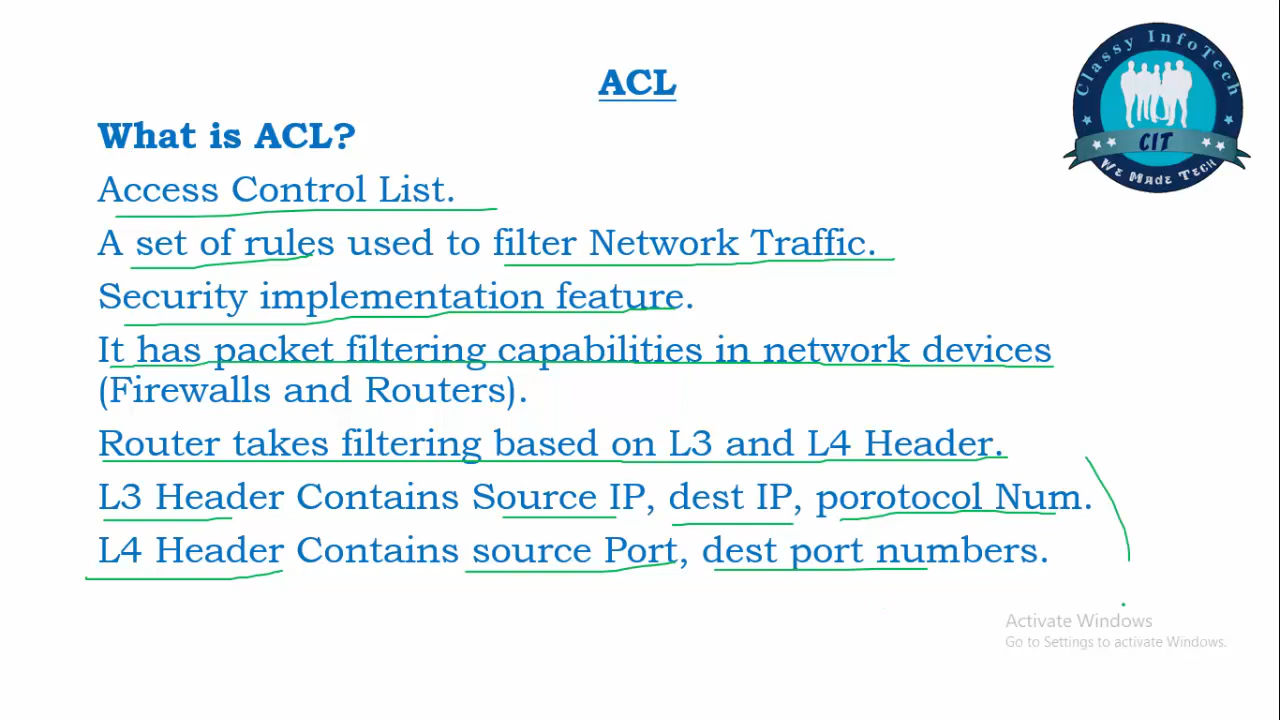 ACL
Classy InfoTech
CIT
We Made Tech
What is ACL?
Access Control List.
A set of rules used to filter Network Traffic.
Security implementation feature.
It has packet filtering capabilities in network devices
(Firewalls and Routers).
Router takes filtering based on L3 and L4 Header.
L3 Header Contains Source IP, dest IP, porotocol Num.
L4 Header Contains source Port, dest port numbers.
Activate Windows
Go to Settings to activate Windows.